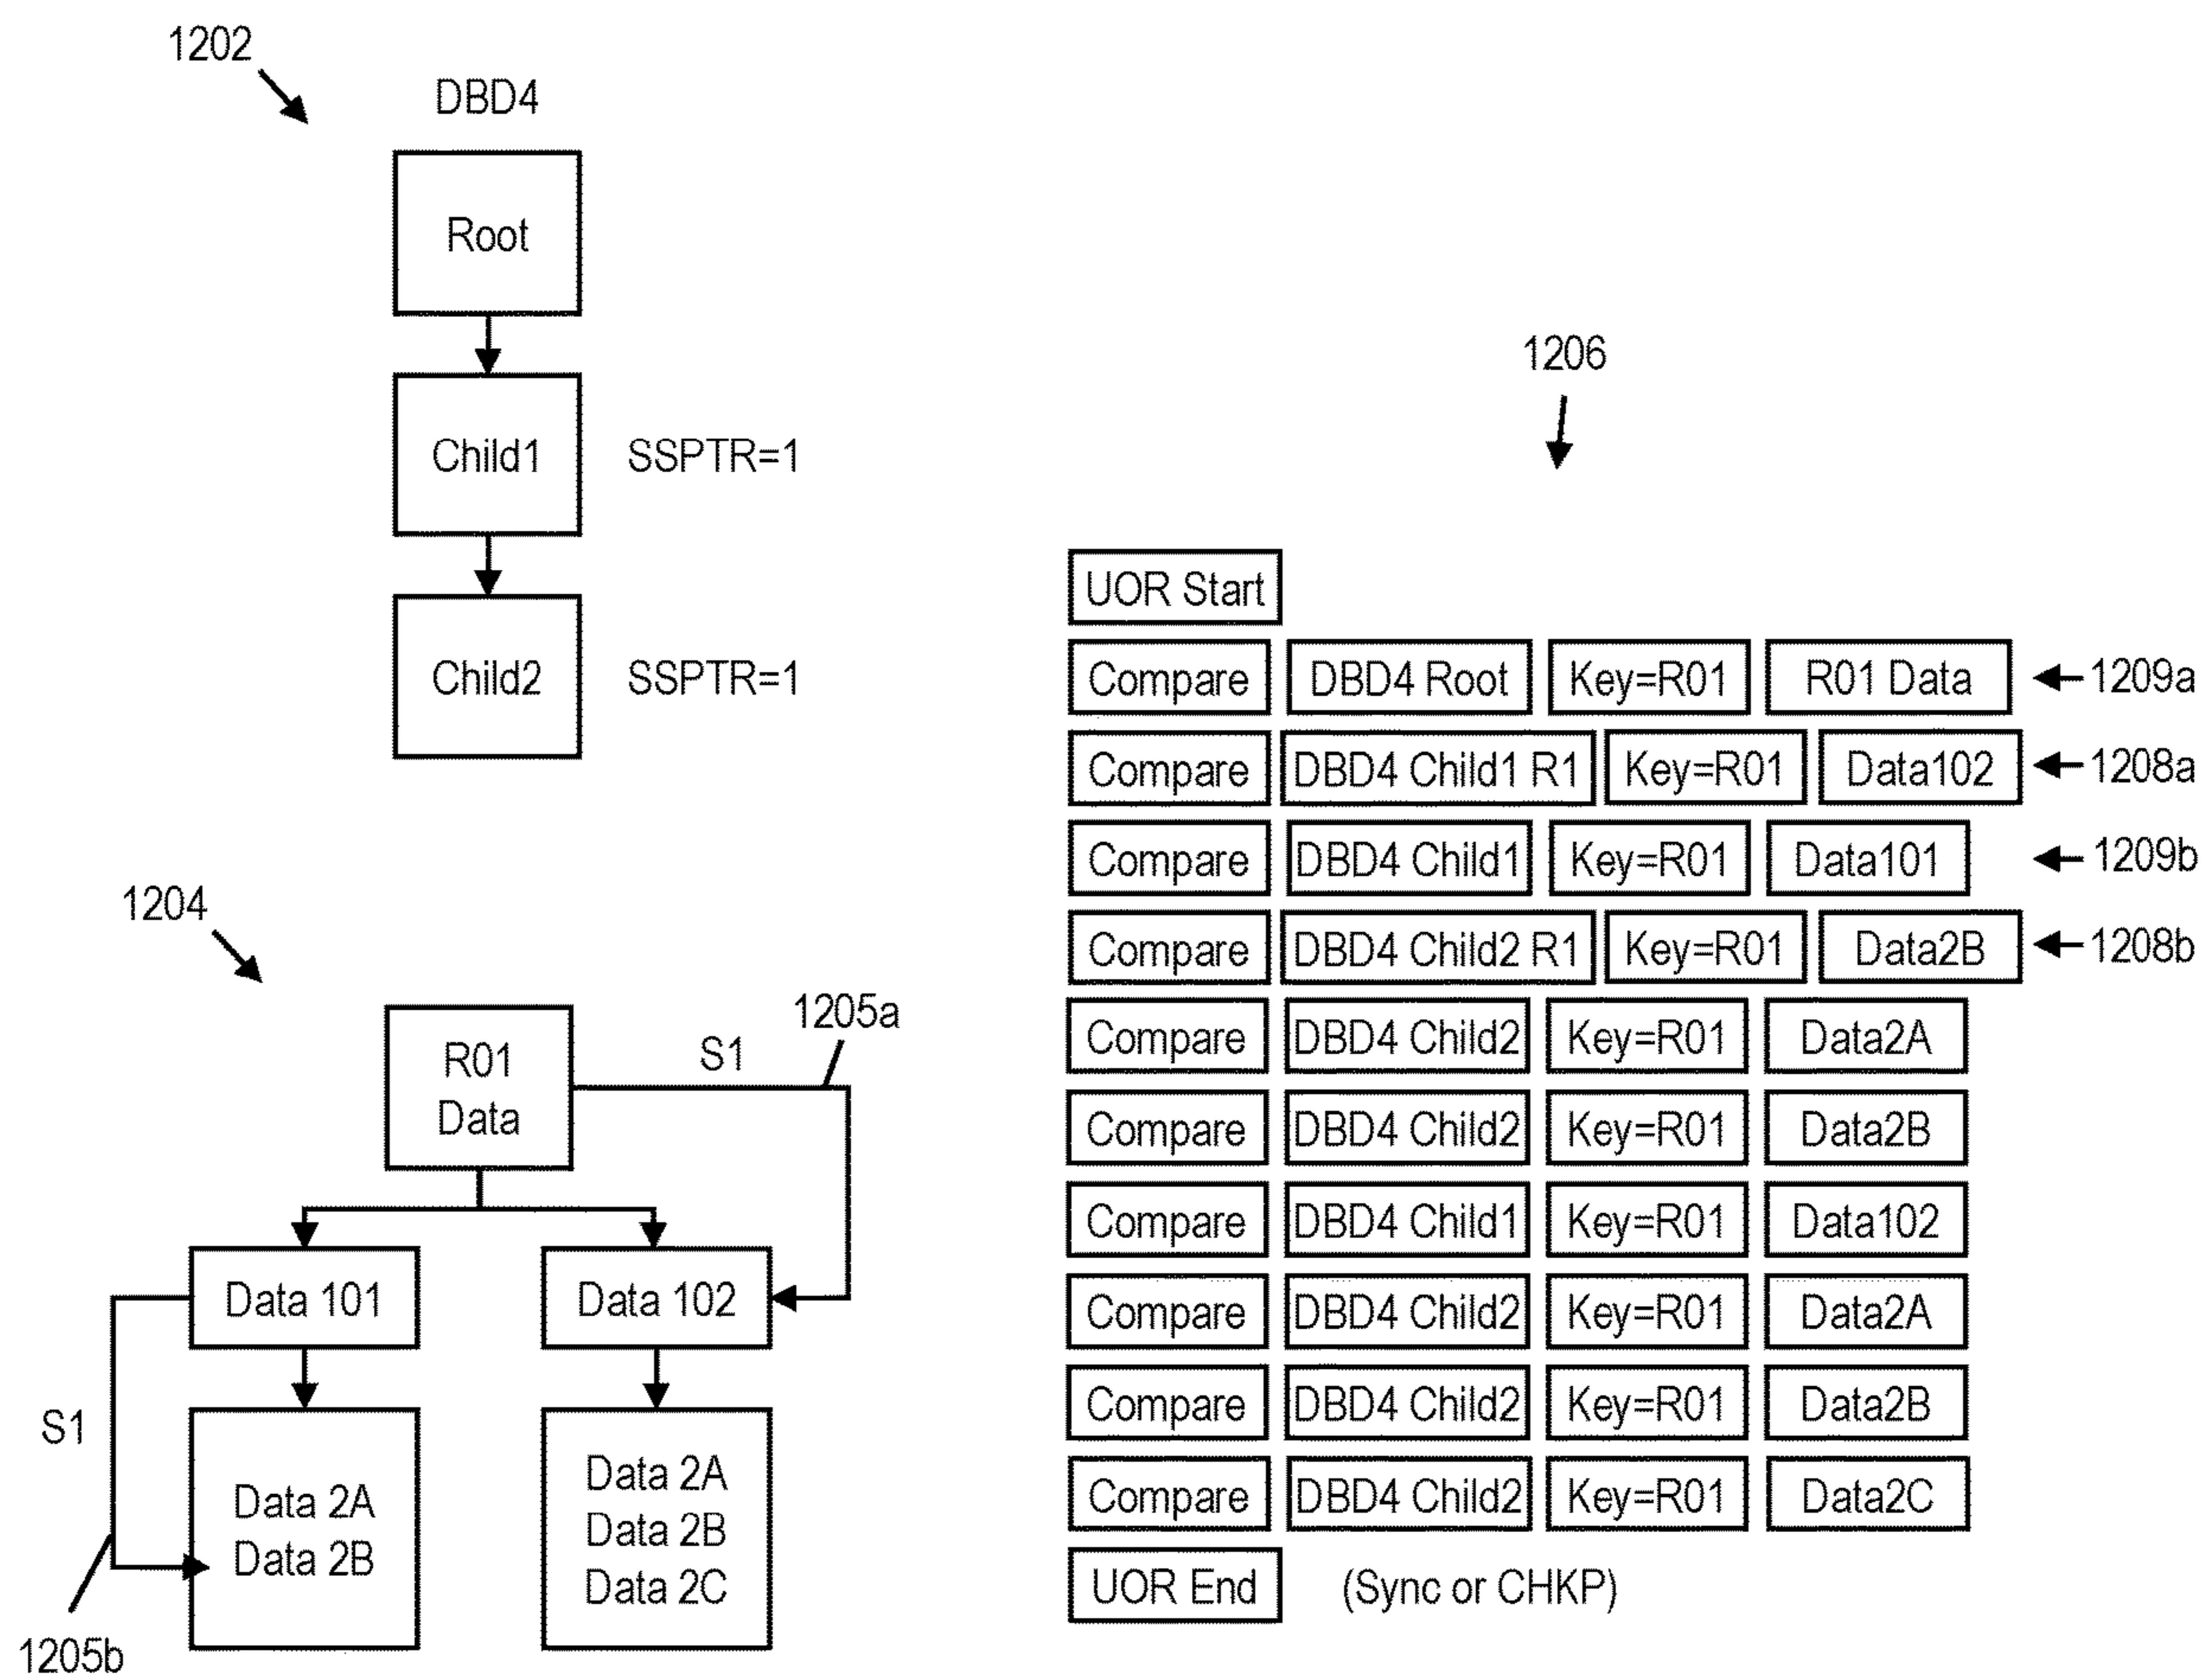 1202
DBD4
Root
Child1 SSPTR=1
Child2 SSPTR=1
1204
R01
Data
S1
1205a
Data 101
Data 102
S1
Data 2A
Data 2B
Data 2A
Data 2B
Data 2C
1205b
1206
UOR Start
Compare DBD4 Root Key=R01 R01 Data 1209a
Compare DBD4 Child1 R1 Key=R01 Data102 1208a
Compare DBD4 Child1 Key=R01 Data101 1209b
Compare DBD4 Child2 R1 Key=R01 Data2B 1208b
Compare DBD4 Child2 Key=R01 Data2A
Compare DBD4 Child2 Key=R01 Data2B
Compare DBD4 Child1 Key=R01 Data102
Compare DBD4 Child2 Key=R01 Data2A
Compare DBD4 Child2 Key=R01 Data2B
Compare DBD4 Child2 Key=R01 Data2C
UOR End (Sync or CHKP)